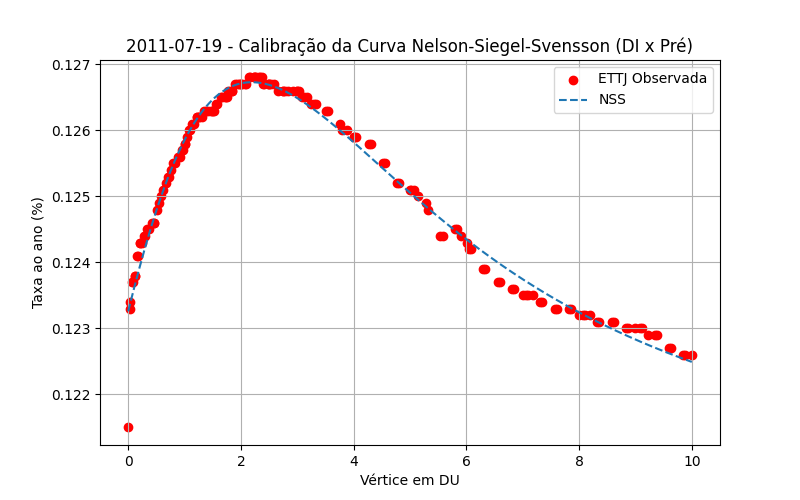 2011-07-19 - Calibração da Curva Nelson-Siegel-Svensson (DI x Pré)
ETTJ Observada
NSS
Taxa ao ano (%)
0.127
0.126
0.125
0.124
0.123
0.122
0 2 4 6 8 10
Vértice em DU